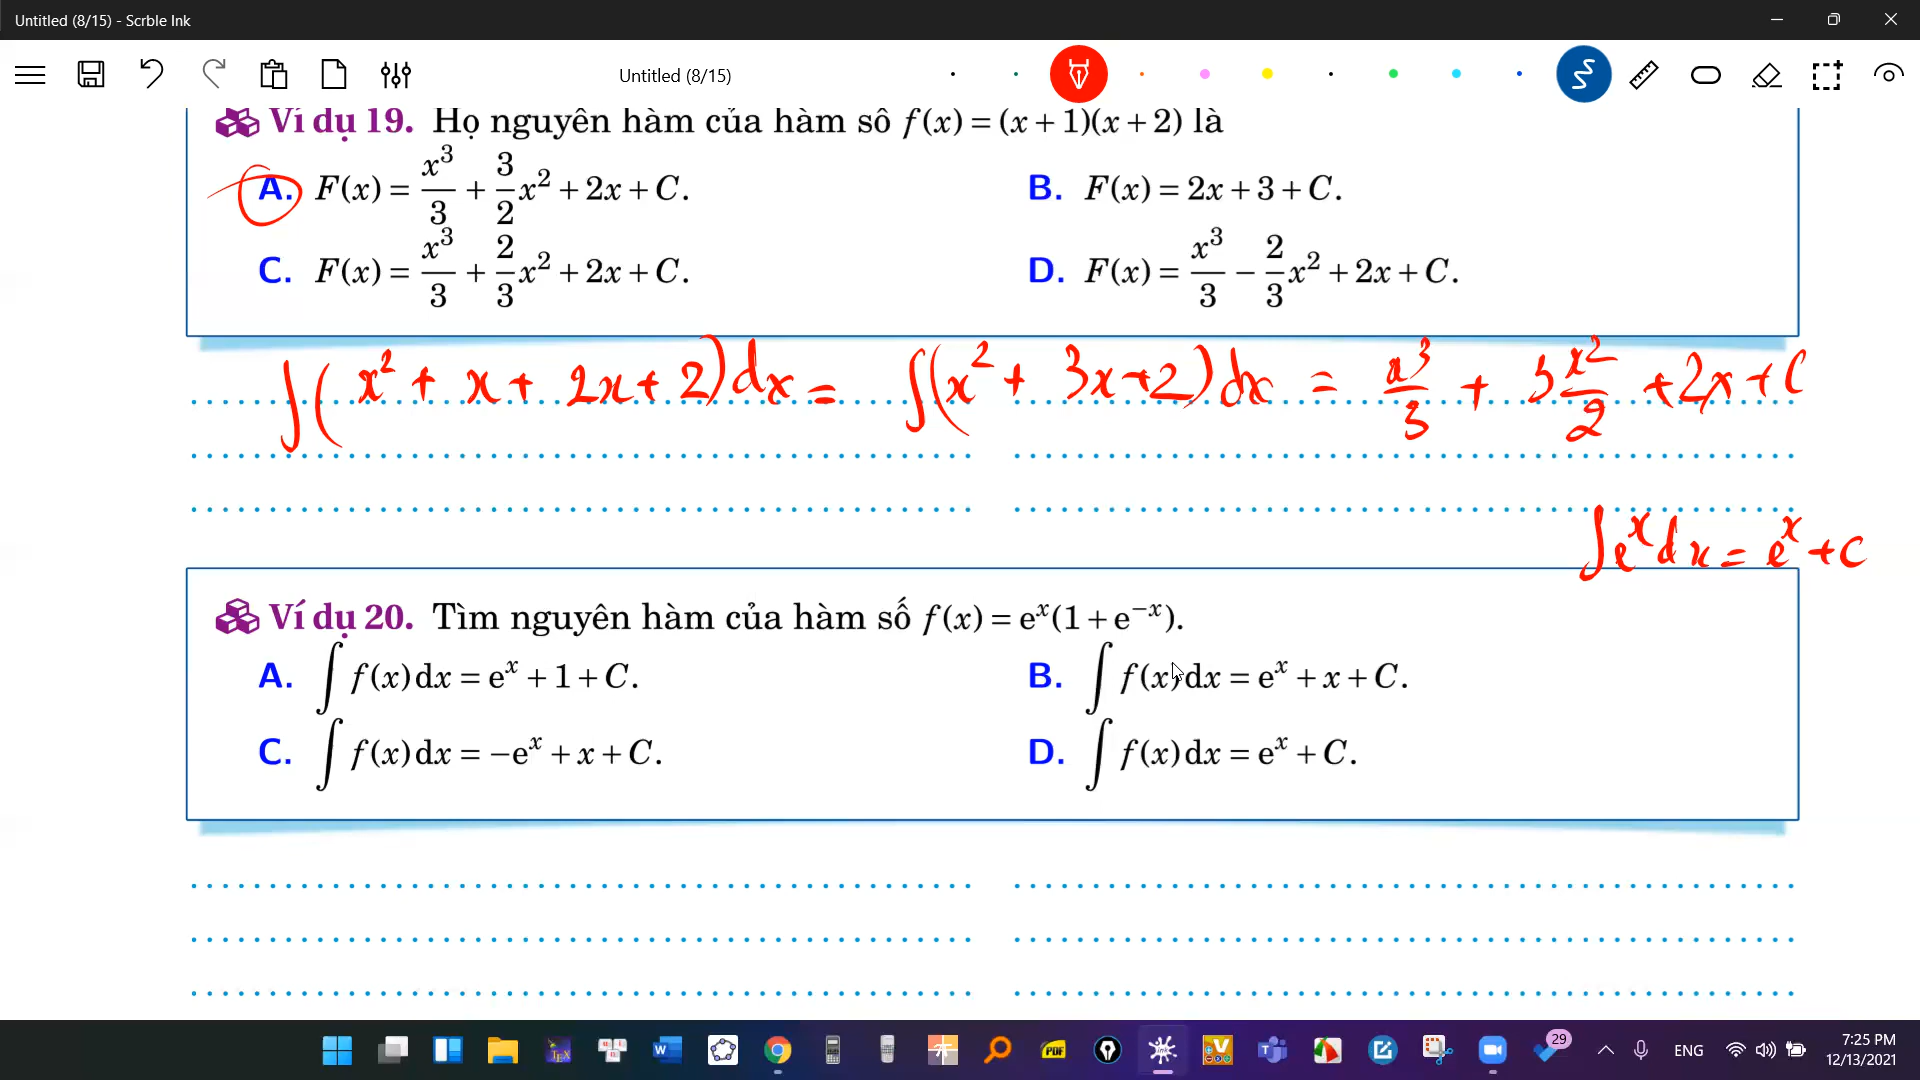 Untitled (8/15) - Scrble Ink
Untitled (8/15)
Ví dụ 19. Họ nguyên hàm của hàm số f(x) = (x + 1)(x + 2) là
A. F(x) = x³/3 + 3/2 x² + 2x + C. B. F(x) = 2x + 3 + C.
C. F(x) = x³/3 + 2/3 x² + 2x + C. D. F(x) = x³/3 − 2/3 x² + 2x + C.
∫(x² + x + 2x + 2)dx = ∫(x² + 3x + 2)dx = x³/3 + 3x²/2 + 2x + C
∫eˣdx = eˣ + C
Ví dụ 20. Tìm nguyên hàm của hàm số f(x) = eˣ(1 + e⁻ˣ).
A. ∫ f(x)dx = eˣ + 1 + C. B. ∫ f(x)dx = eˣ + x + C.
C. ∫ f(x)dx = −eˣ + x + C. D. ∫ f(x)dx = eˣ + C.
29
ENG
7:25 PM
12/13/2021